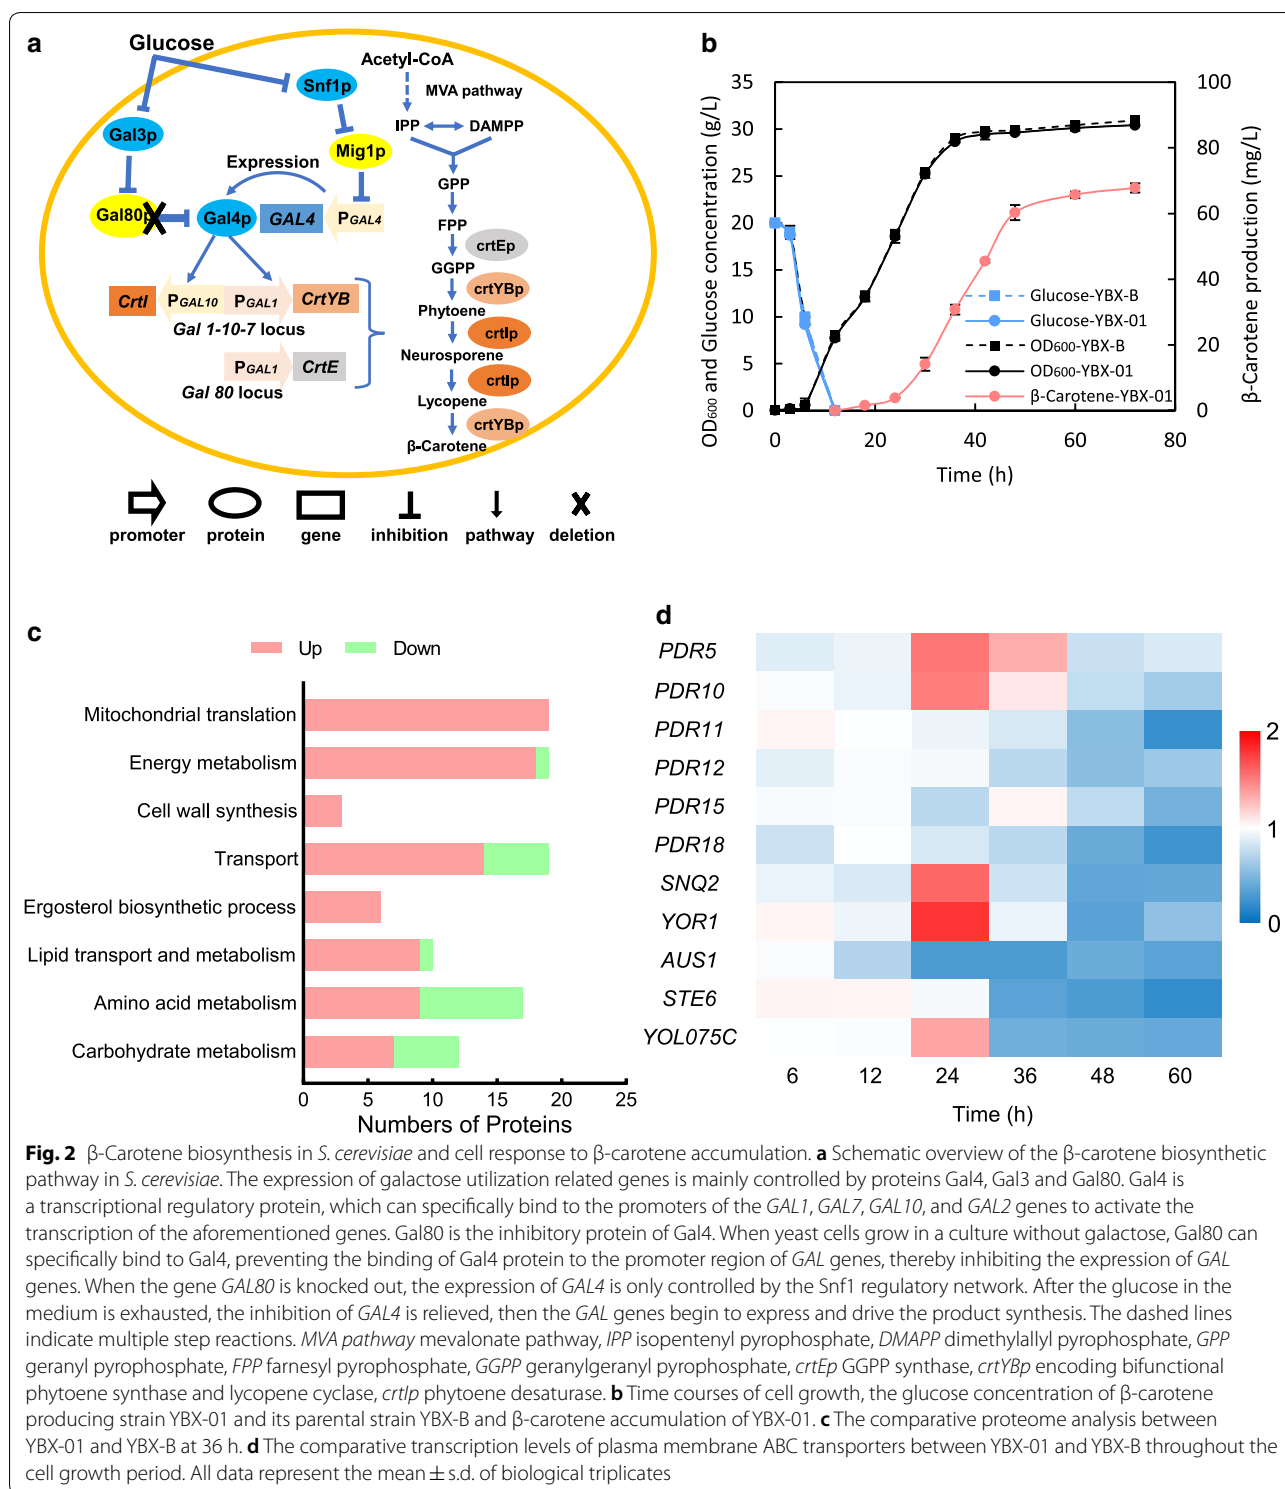 a
Glucose
Snf1p
Gal3p
Mig1p
Expression
Gal80p
Gal4p
GAL4
PGAL4
CrtI
PGAL10
PGAL1
CrtYB
Gal 1-10-7 locus
PGAL1
CrtE
Gal 80 locus
Acetyl-CoA
MVA pathway
IPP
DAMPP
GPP
FPP
crtEp
GGPP
crtYBp
Phytoene
crtIp
Neurosporene
crtIp
Lycopene
crtYBp
β-Carotene
promoter
protein
gene
inhibition
pathway
deletion
b
OD600 and Glucose concentration (g/L)
35
30
25
20
15
10
5
0
100
80
60
40
20
0
β-Carotene production (mg/L)
Glucose-YBX-B
Glucose-YBX-01
OD600-YBX-B
OD600-YBX-01
β-Carotene-YBX-01
0 20 40 60 80
Time (h)
c
Up Down
Mitochondrial translation
Energy metabolism
Cell wall synthesis
Transport
Ergosterol biosynthetic process
Lipid transport and metabolism
Amino acid metabolism
Carbohydrate metabolism
0 5 10 15 20 25
Numbers of Proteins
d
PDR5
PDR10
PDR11
PDR12
PDR15
PDR18
SNQ2
YOR1
AUS1
STE6
YOL075C
6 12 24 36 48 60
Time (h)
2
1
0
Fig. 2 β-Carotene biosynthesis in S. cerevisiae and cell response to β-carotene accumulation. a Schematic overview of the β-carotene biosynthetic
pathway in S. cerevisiae. The expression of galactose utilization related genes is mainly controlled by proteins Gal4, Gal3 and Gal80. Gal4 is
a transcriptional regulatory protein, which can specifically bind to the promoters of the GAL1, GAL7, GAL10, and GAL2 genes to activate the
transcription of the aforementioned genes. Gal80 is the inhibitory protein of Gal4. When yeast cells grow in a culture without galactose, Gal80 can
specifically bind to Gal4, preventing the binding of Gal4 protein to the promoter region of GAL genes, thereby inhibiting the expression of GAL
genes. When the gene GAL80 is knocked out, the expression of GAL4 is only controlled by the Snf1 regulatory network. After the glucose in the
medium is exhausted, the inhibition of GAL4 is relieved, then the GAL genes begin to express and drive the product synthesis. The dashed lines
indicate multiple step reactions. MVA pathway mevalonate pathway, IPP isopentenyl pyrophosphate, DMAPP dimethylallyl pyrophosphate, GPP
geranyl pyrophosphate, FPP farnesyl pyrophosphate, GGPP geranylgeranyl pyrophosphate, crtEp GGPP synthase, crtYBp encoding bifunctional
phytoene synthase and lycopene cyclase, crtIp phytoene desaturase. b Time courses of cell growth, the glucose concentration of β-carotene
producing strain YBX-01 and its parental strain YBX-B and β-carotene accumulation of YBX-01. c The comparative proteome analysis between
YBX-01 and YBX-B at 36 h. d The comparative transcription levels of plasma membrane ABC transporters between YBX-01 and YBX-B throughout the
cell growth period. All data represent the mean ± s.d. of biological triplicates